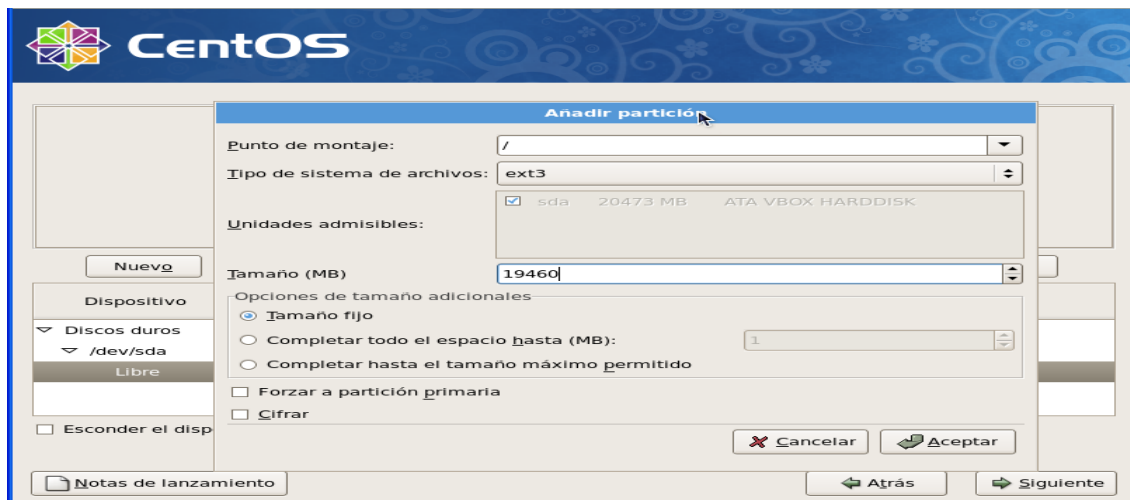 CentOS
Añadir partición
Punto de montaje:
/
Tipo de sistema de archivos:
ext3
Unidades admisibles:
sda 20473 MB ATA VBOX HARDDISK
Nuevo
Tamaño (MB)
19460
Dispositivo
Opciones de tamaño adicionales
Tamaño fijo
Discos duros
Completar todo el espacio hasta (MB):
1
/dev/sda
Completar hasta el tamaño máximo permitido
Libre
Forzar a partición primaria
Cifrar
Esconder el disp
Cancelar
Aceptar
Notas de lanzamiento
Atrás
Siguiente